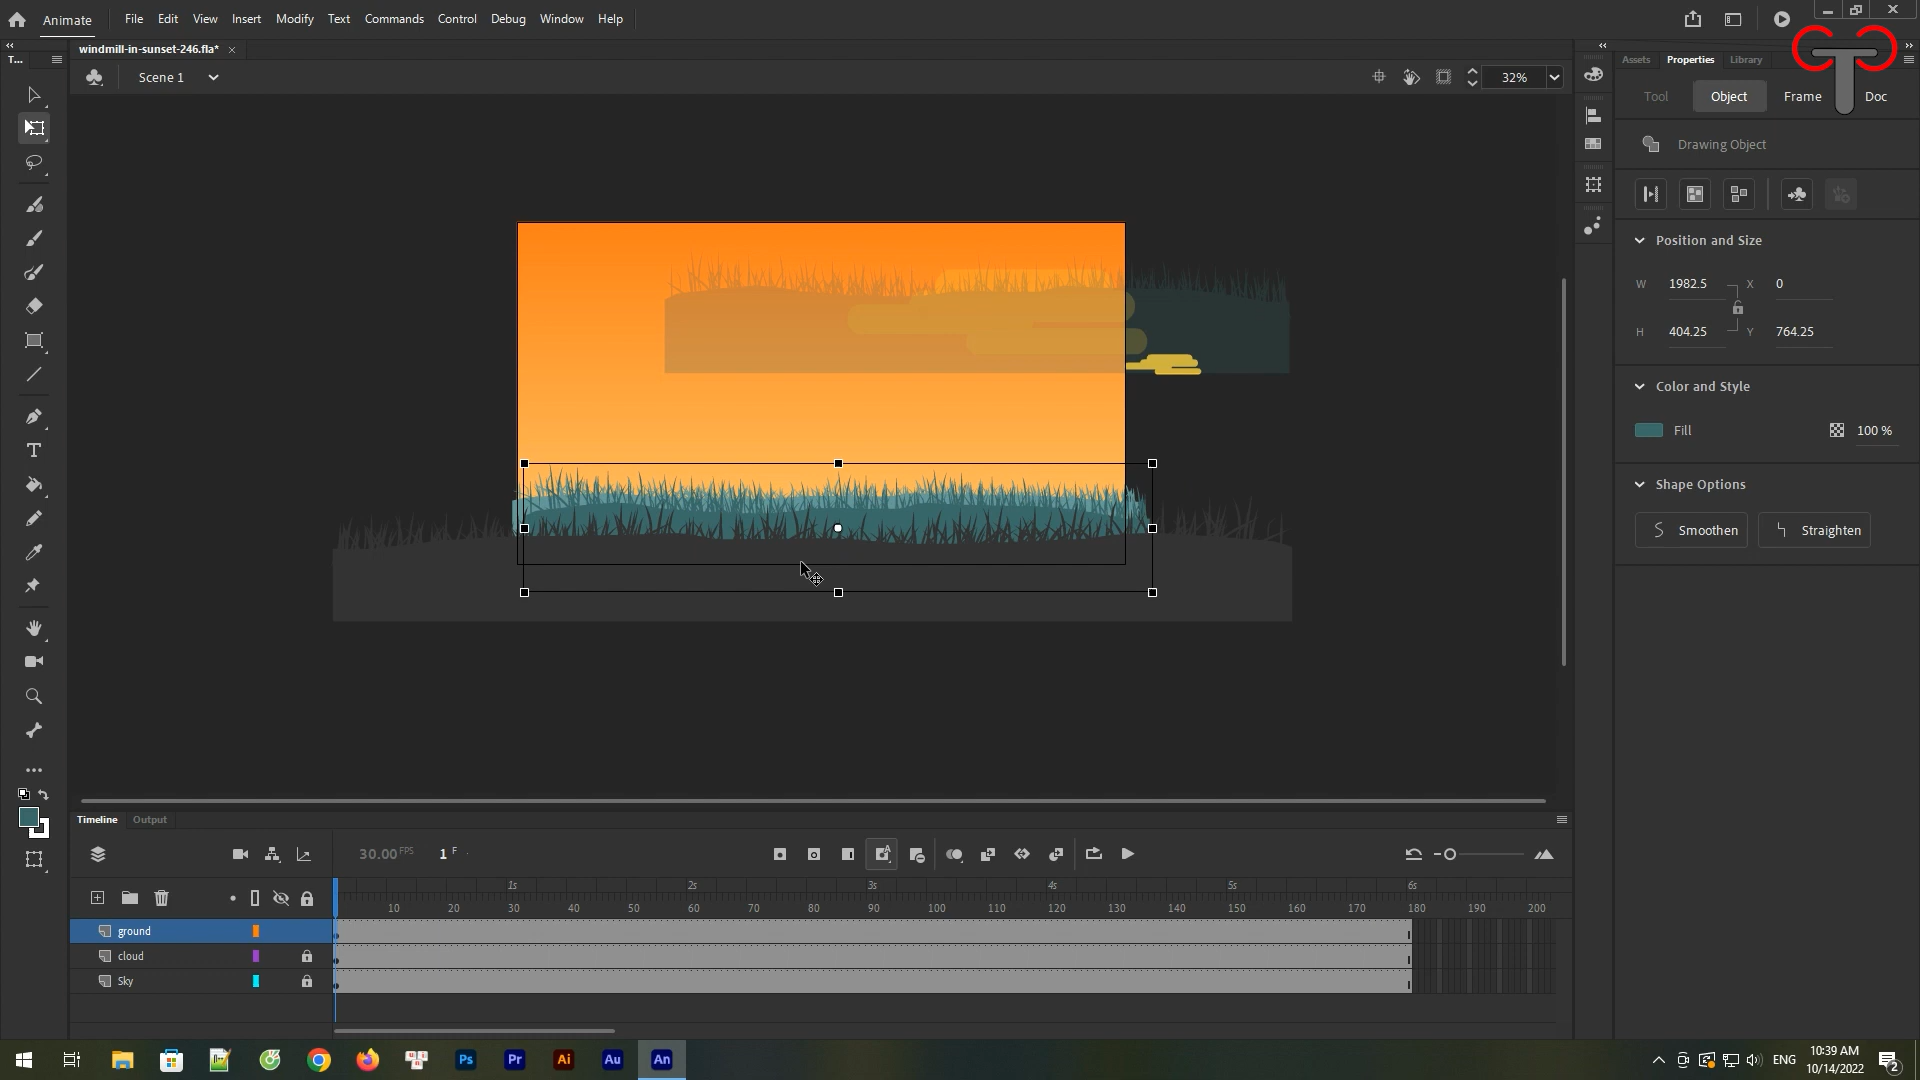 Animate File Edit View Insert Modify Text Commands Control Debug Window Help
windmill-in-sunset-246.fla*
T...
Scene 1
32%
Assets Properties Library
Tool Object Frame Doc
Drawing Object
Position and Size
W 1982.5 X 0
H 404.25 Y 764.25
Color and Style
Fill 100 %
Shape Options
Smoothen Straighten
Timeline Output
30.00 FPS 1 F
1s 2s 3s 4s 5s 6s
10 20 30 40 50 60 70 80 90 100 110 120 130 140 150 160 170 180 190 200
ground
cloud
Sky
Ps Pr Ai Au An
ENG
10:39 AM
10/14/2022
2